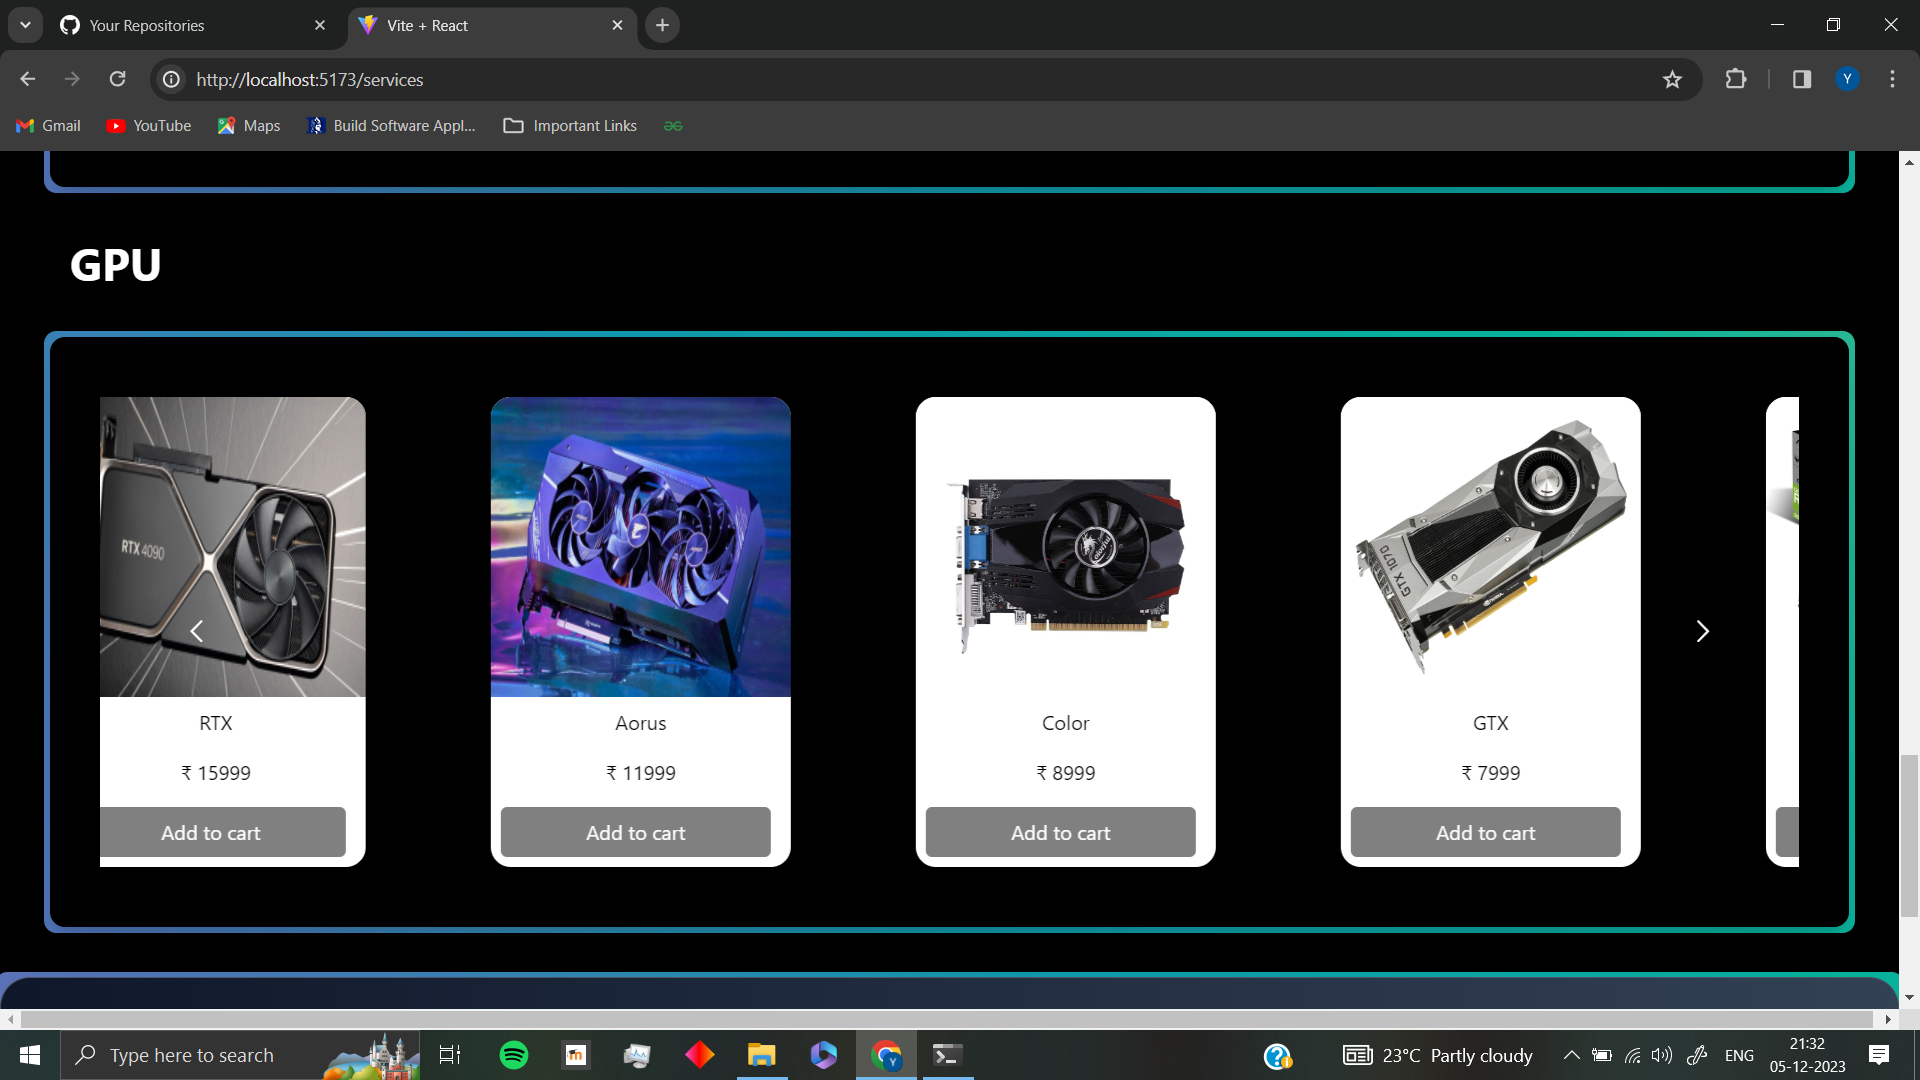 Your Repositories
Vite + React
http://localhost:5173/services
Y
Gmail
YouTube
Maps
Build Software Appl...
Important Links
GPU
RTX 4090
GTX 1070
Colorful
NVIDIA
RTX
Aorus
Color
GTX
₹ 15999
₹ 11999
₹ 8999
₹ 7999
Add to cart
Add to cart
Add to cart
Add to cart
Type here to search
23°C Partly cloudy
ENG
21:32
05-12-2023